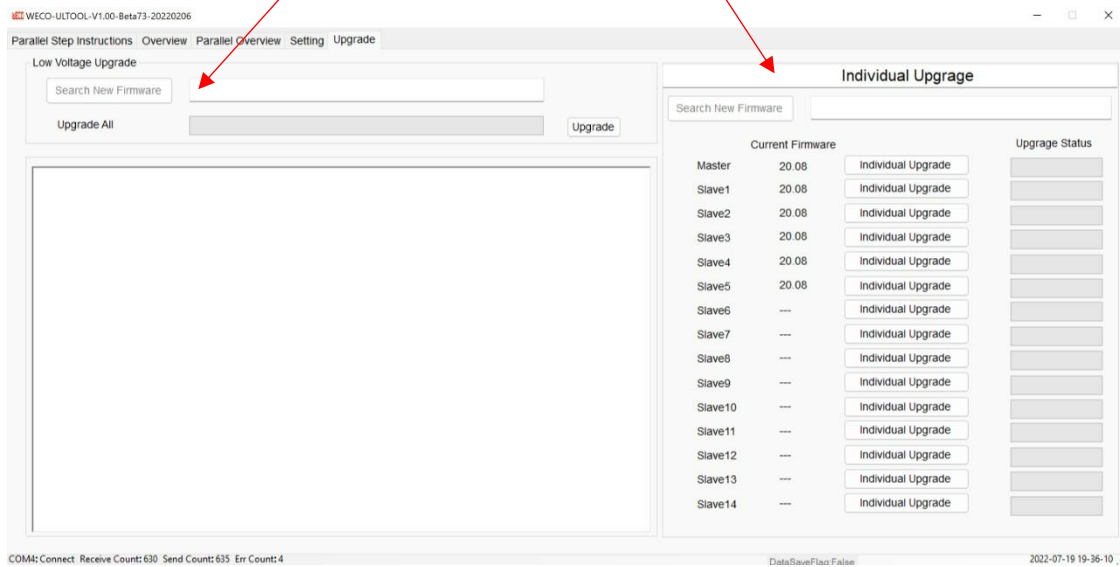 WECO WECO-ULTOOL-V1.00-Beta73-20220206
Parallel Step Instructions Overview Parallel Overview Setting Upgrade
Low Voltage Upgrade
Search New Firmware
Upgrade All Upgrade
Individual Upgrage
Search New Firmware
Current Firmware Upgrage Status
Master 20.08 Individual Upgrade
Slave1 20.08 Individual Upgrade
Slave2 20.08 Individual Upgrade
Slave3 20.08 Individual Upgrade
Slave4 20.08 Individual Upgrade
Slave5 20.08 Individual Upgrade
Slave6 --- Individual Upgrade
Slave7 --- Individual Upgrade
Slave8 --- Individual Upgrade
Slave9 --- Individual Upgrade
Slave10 --- Individual Upgrade
Slave11 --- Individual Upgrade
Slave12 --- Individual Upgrade
Slave13 --- Individual Upgrade
Slave14 --- Individual Upgrade
COM4: Connect Receive Count: 630 Send Count: 635 Err Count: 4 DataSaveFlag:False 2022-07-19 19-36-10